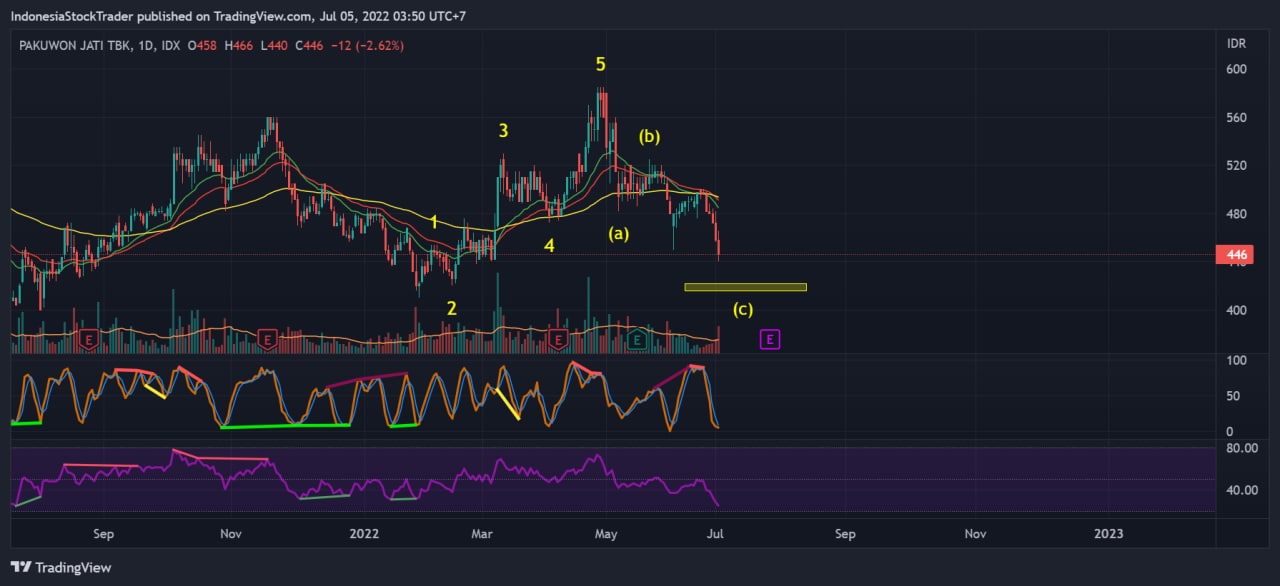 IndonesiaStockTrader published on TradingView.com, Jul 05, 2022 03:50 UTC+7
PAKUWON JATI TBK, 1D, IDX O458 H466 L440 C446 −12 (−2.62%)
IDR
600
5
560
3
(b)
520
480
1
(a)
4
446
440
2
(c)
400
E
E
E
E
E
100
50
0
80.00
40.00
Sep
Nov
2022
Mar
May
Jul
Sep
Nov
2023
TradingView